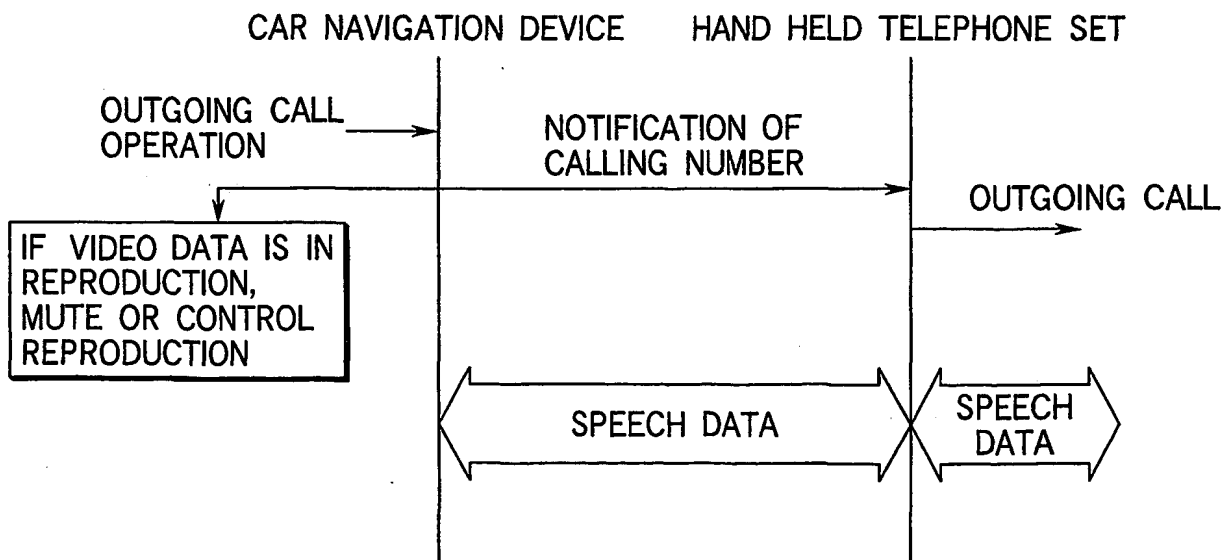 CAR NAVIGATION DEVICE
HAND HELD TELEPHONE SET
OUTGOING CALL
OPERATION
NOTIFICATION OF
CALLING NUMBER
OUTGOING CALL
IF VIDEO DATA IS IN
REPRODUCTION,
MUTE OR CONTROL
REPRODUCTION
SPEECH DATA
SPEECH
DATA